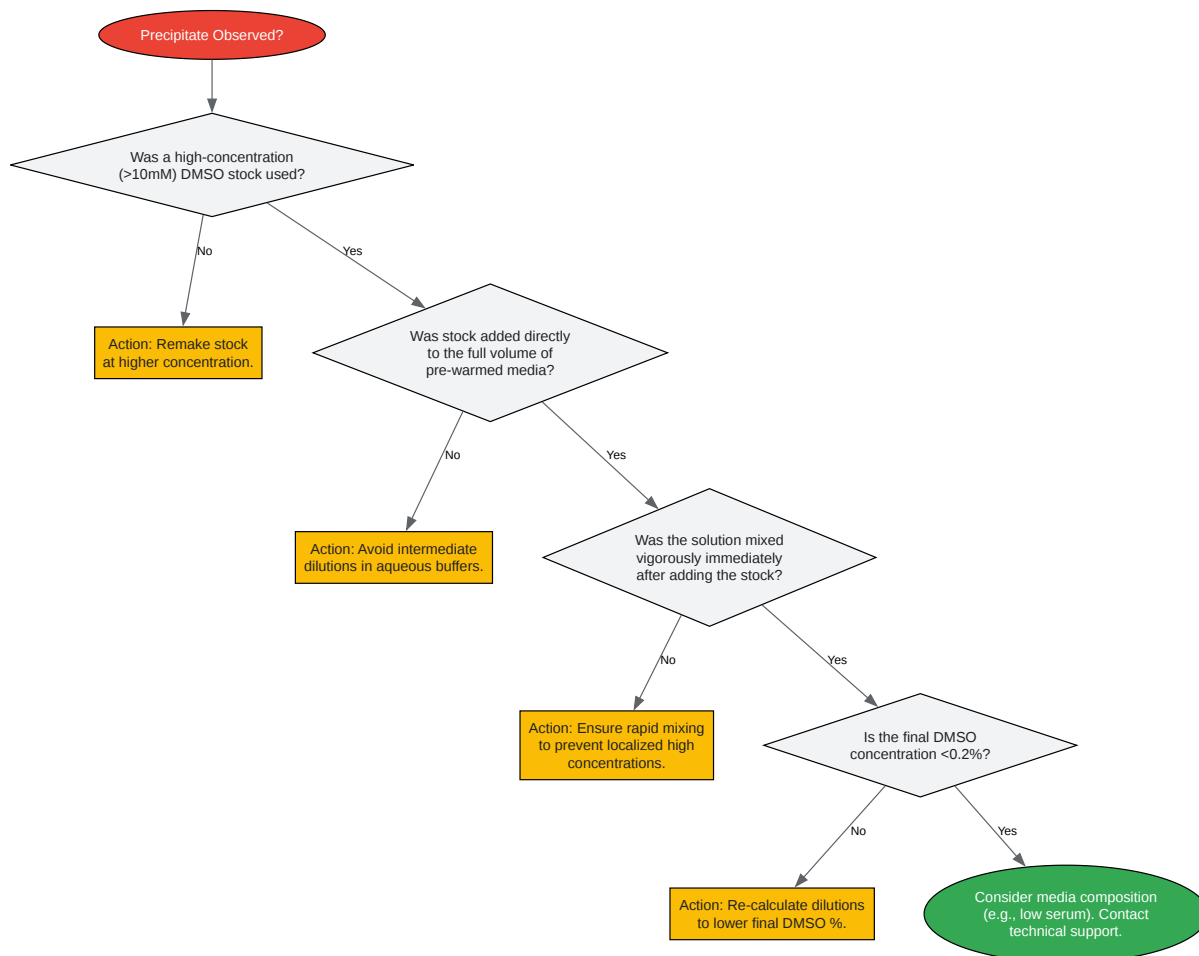 Precipitate Observed?
Was a high-concentration
(>10mM) DMSO stock used?
No
Yes
Action: Remake stock
at higher concentration.
Was stock added directly
to the full volume of
pre-warmed media?
No
Yes
Action: Avoid intermediate
dilutions in aqueous buffers.
Was the solution mixed
vigorously immediately
after adding the stock?
No
Yes
Action: Ensure rapid mixing
to prevent localized high
concentrations.
Is the final DMSO
concentration <0.2%?
No
Yes
Action: Re-calculate dilutions
to lower final DMSO %.
Consider media composition
(e.g., low serum). Contact
technical support.